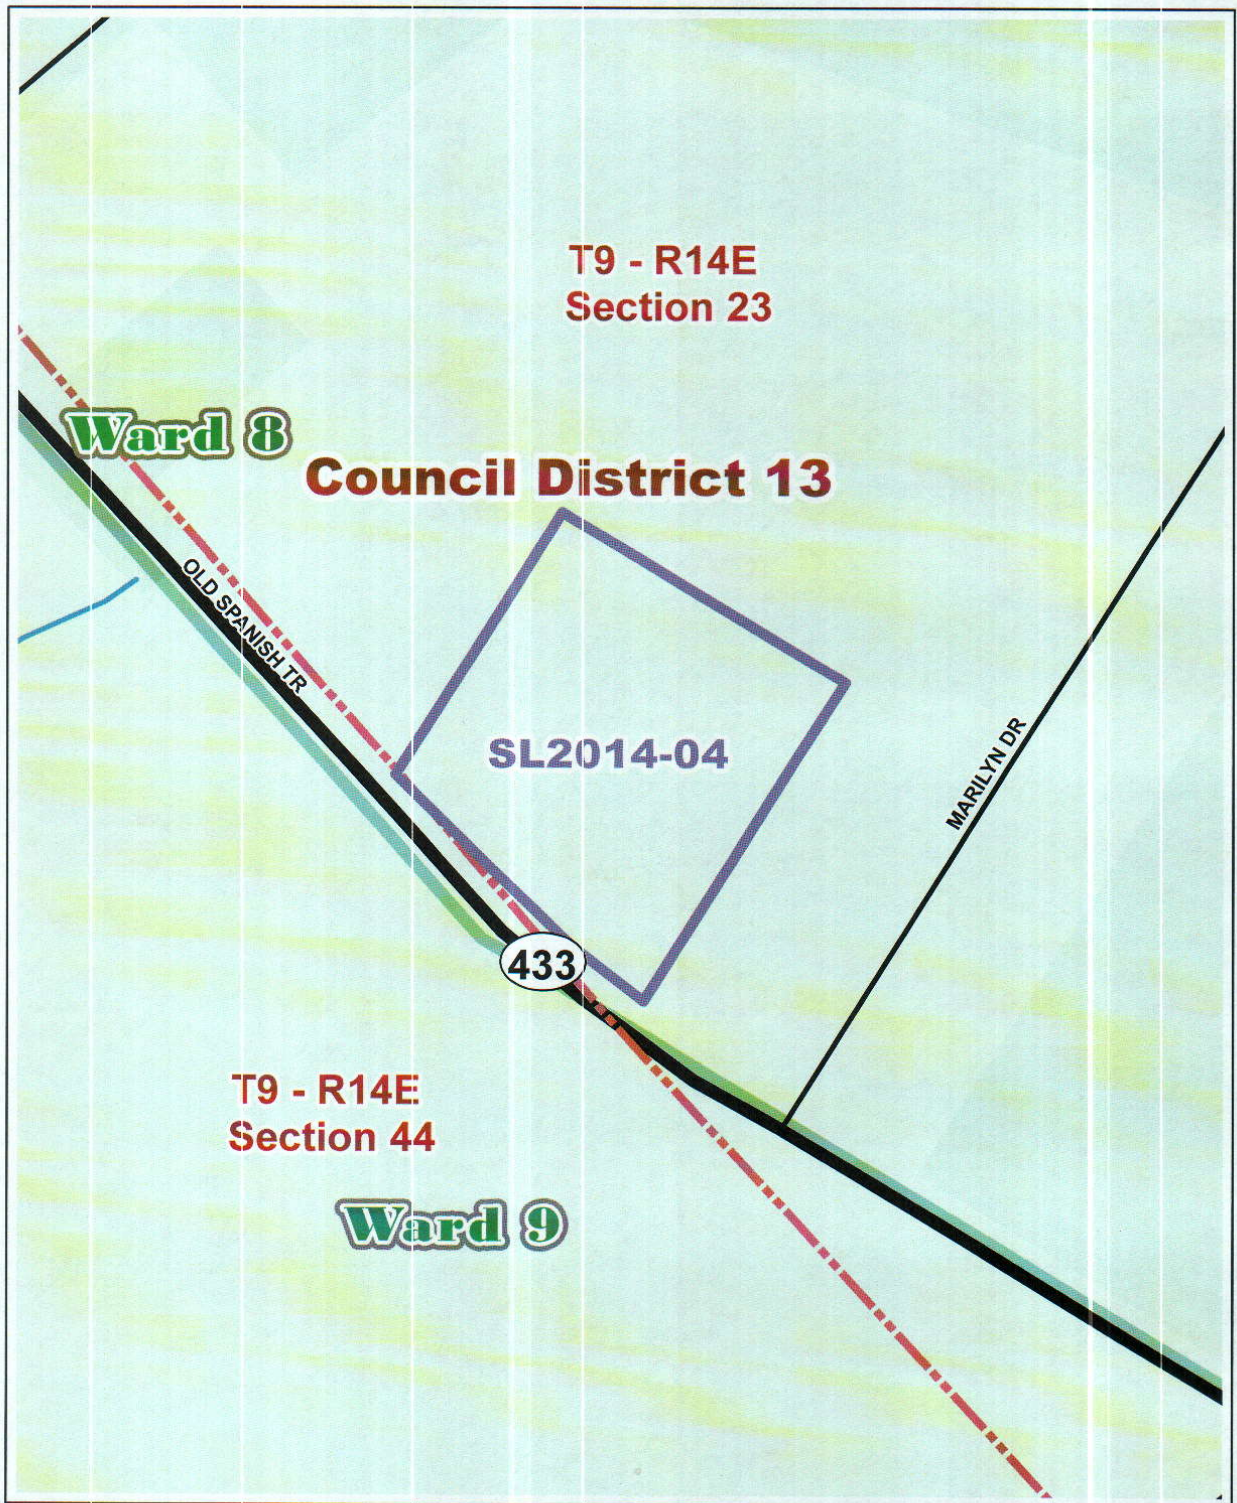 T9 - R14E
Section 23
Ward 8
Council District 13
OLD SPANISH TR
SL2014-04
MARILYN DR
433
T9 - R14E
Section 44
Ward 9